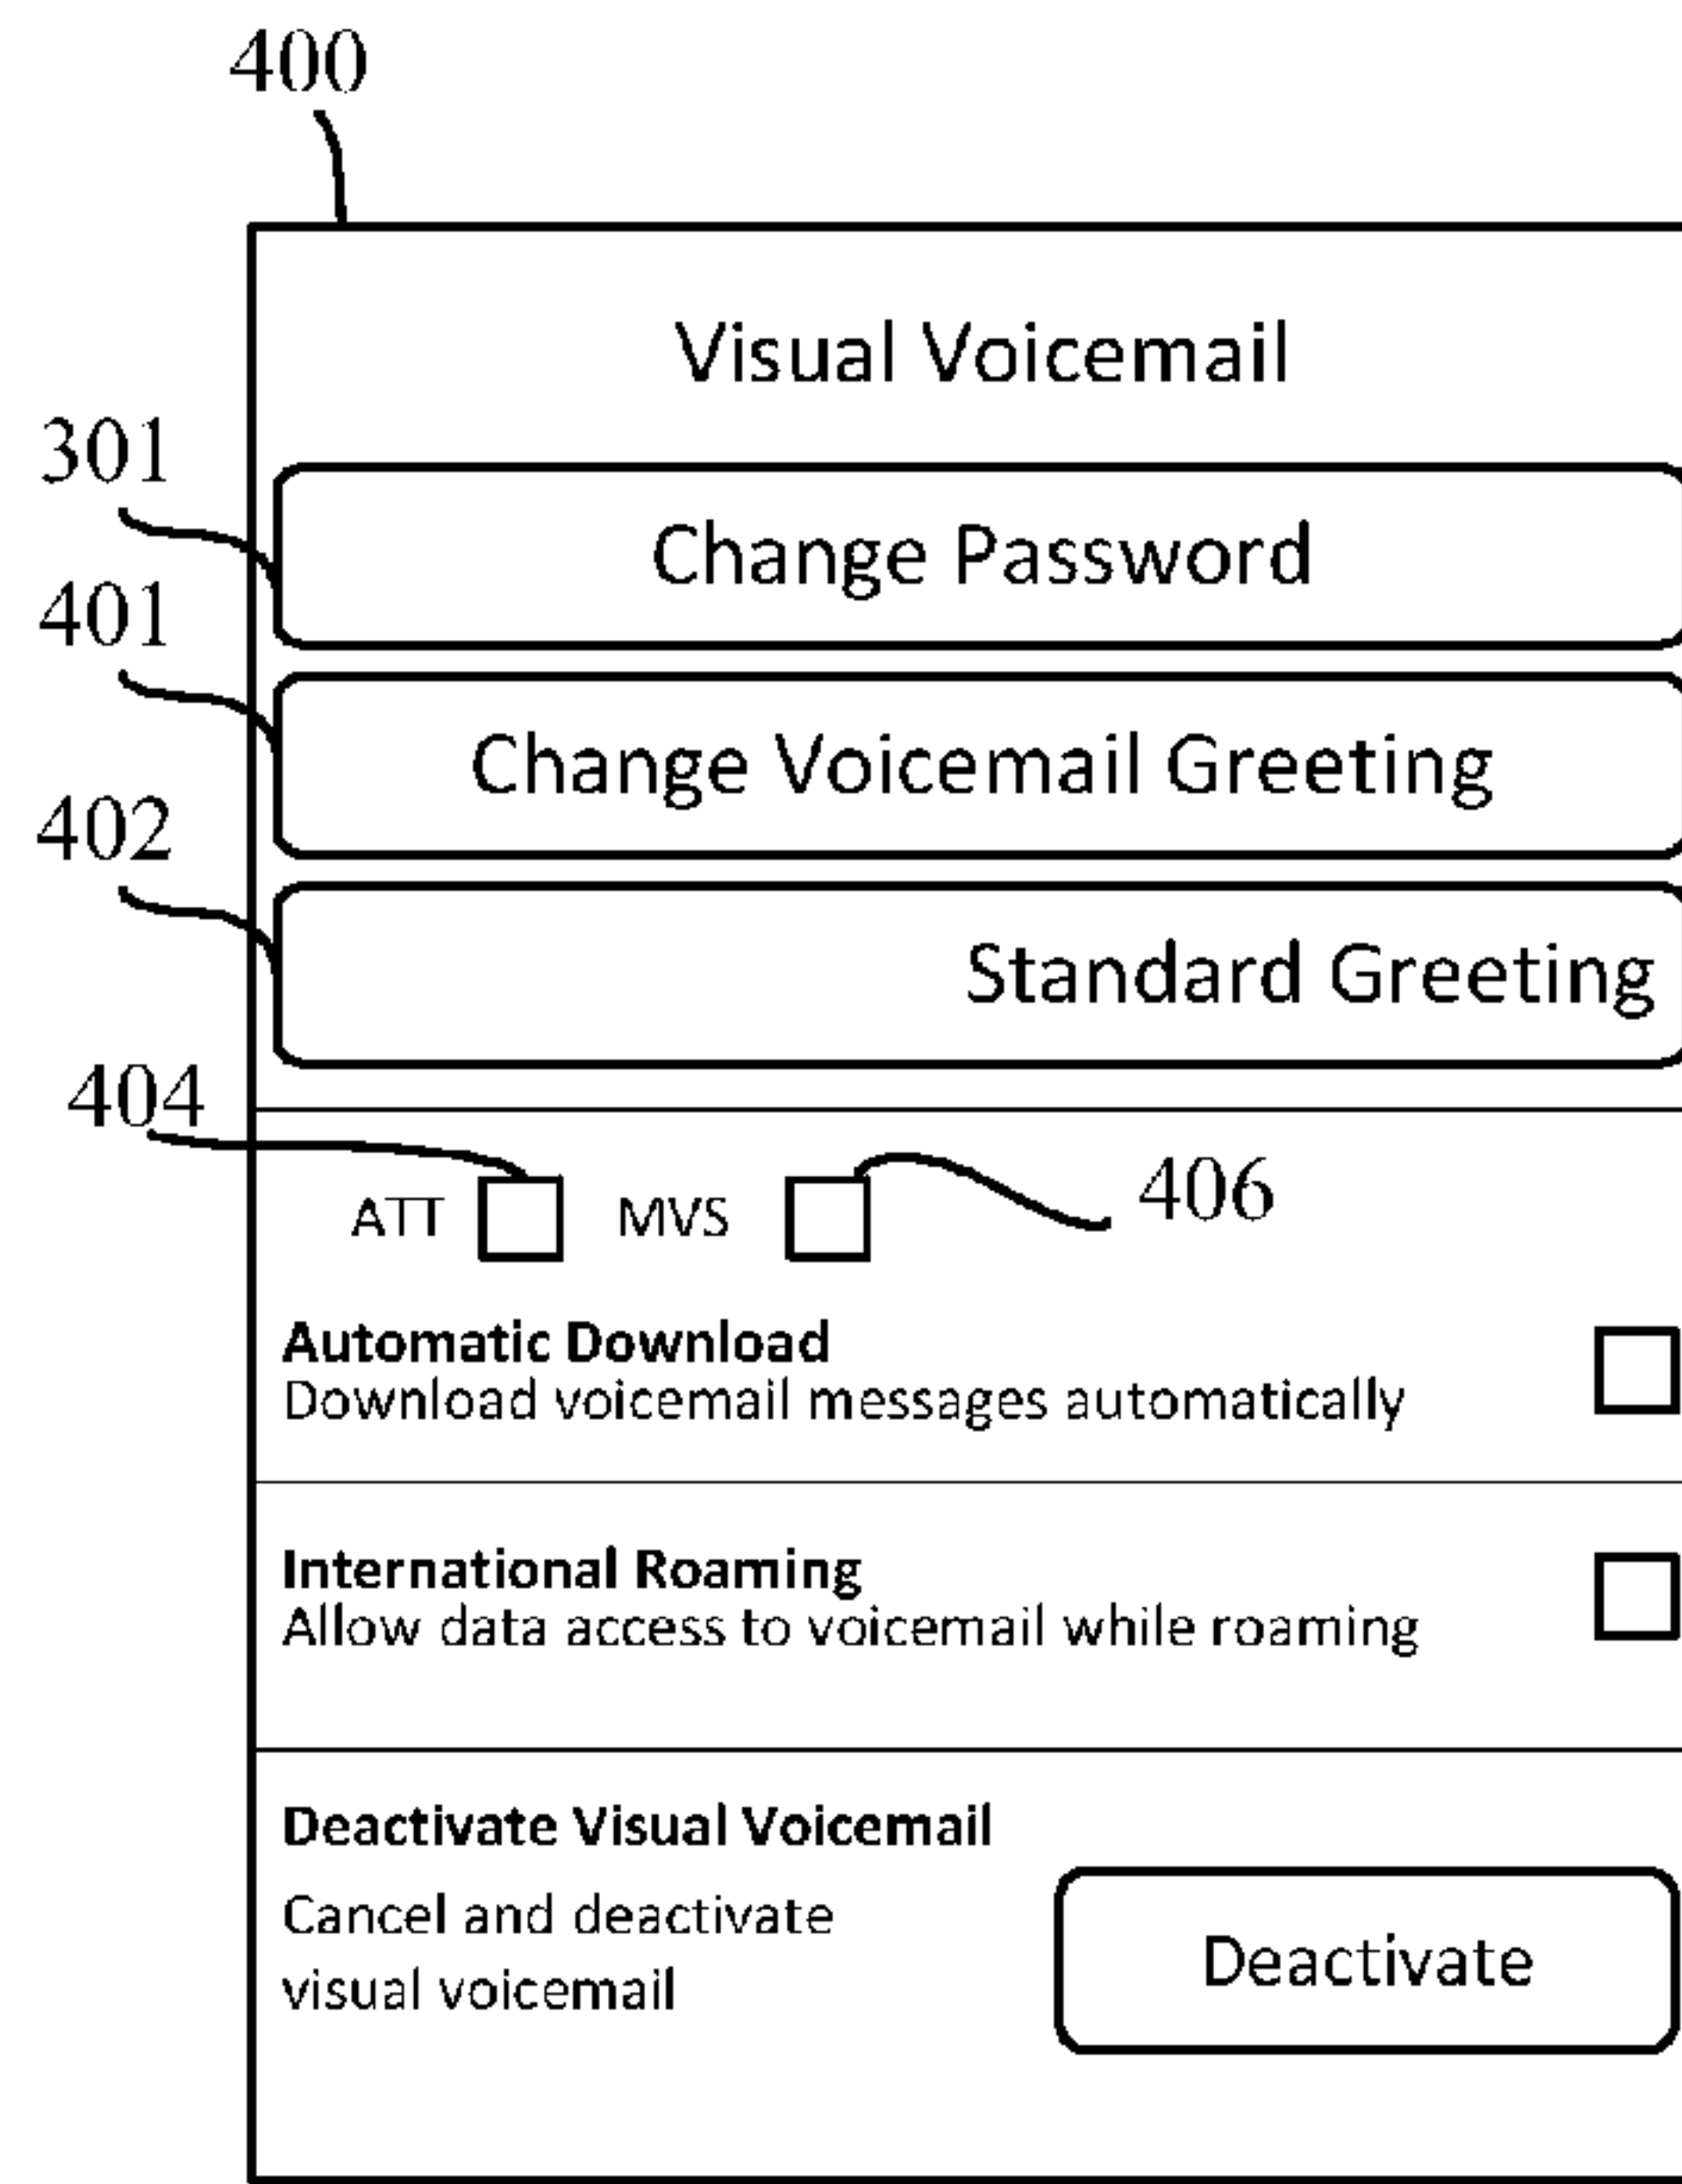 400
Visual Voicemail
301
Change Password
401
Change Voicemail Greeting
402
Standard Greeting
404
ATT MVS 406
Automatic Download
Download voicemail messages automatically
International Roaming
Allow data access to voicemail while roaming
Deactivate Visual Voicemail
Cancel and deactivate
visual voicemail
Deactivate